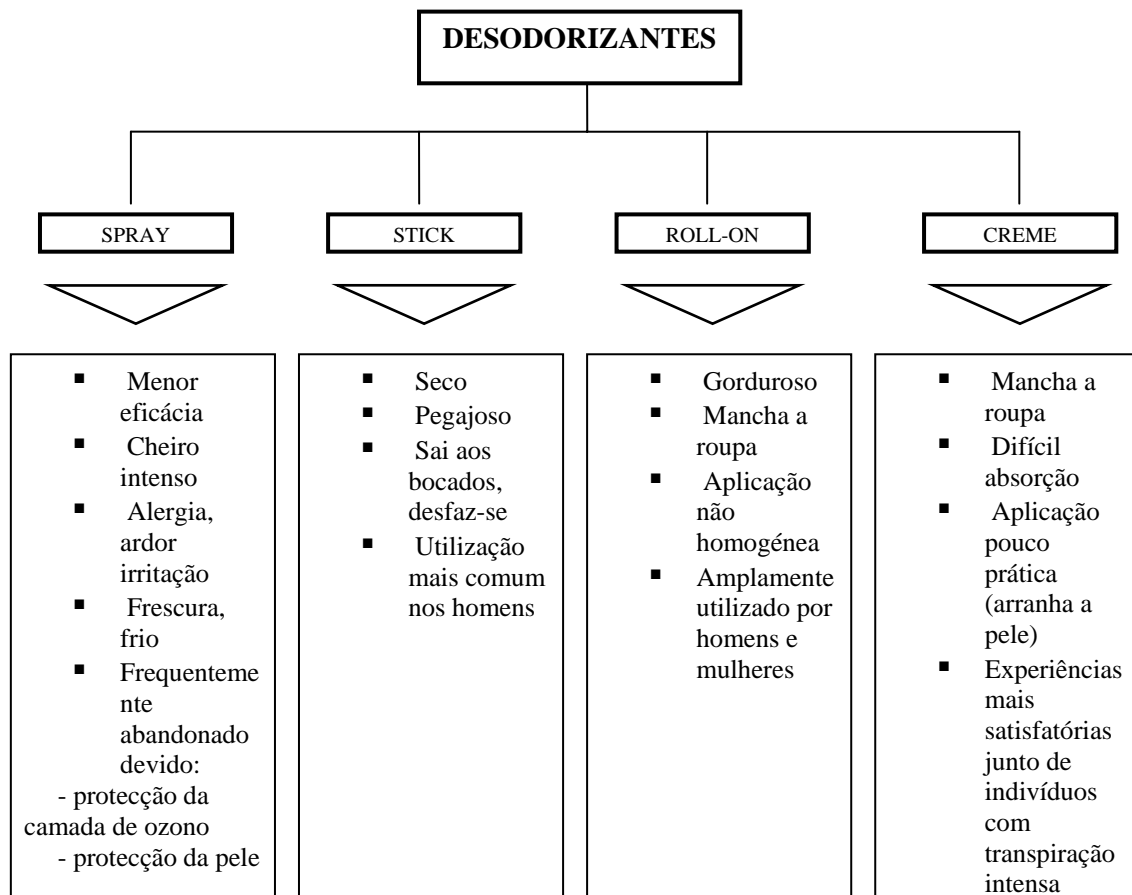 DESODORIZANTES
SPRAY
STICK
ROLL-ON
CREME
▪ Menor
eficácia
▪ Cheiro
intenso
▪ Alergia,
ardor
irritação
▪ Frescura,
frio
▪ Frequenteme
nte
abandonado
devido:
- protecção da
camada de ozono
- protecção da pele
▪ Seco
▪ Pegajoso
▪ Sai aos
bocados,
desfaz-se
▪ Utilização
mais comum
nos homens
▪ Gorduroso
▪ Mancha a
roupa
▪ Aplicação
não
homogénea
▪ Amplamente
utilizado por
homens e
mulheres
▪ Mancha a
roupa
▪ Difícil
absorção
▪ Aplicação
pouco
prática
(arranha a
pele)
▪ Experiências
mais
satisfatórias
junto de
indivíduos
com
transpiração
intensa